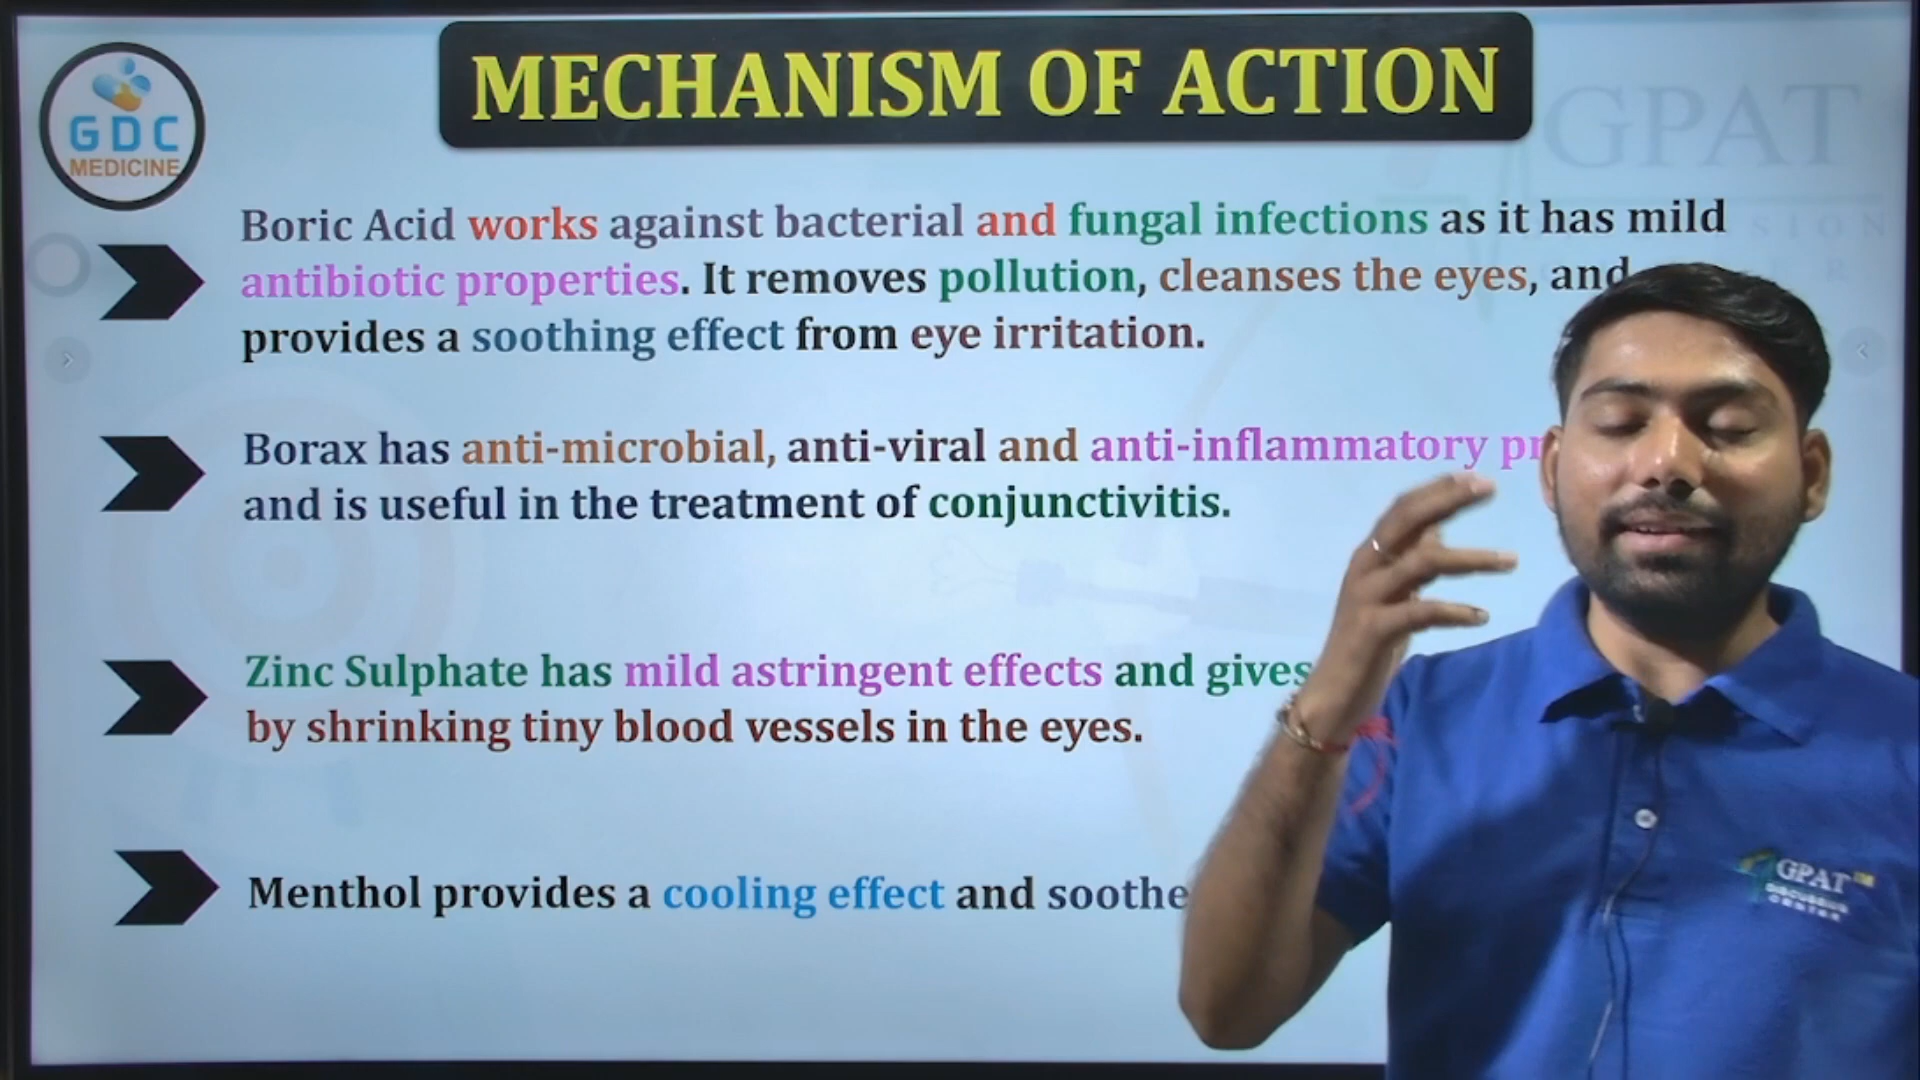 MECHANISM OF ACTION
GPAT
GDC
MEDICINE
Boric Acid works against bacterial and fungal infections as it has mild
antibiotic properties. It removes pollution, cleanses the eyes, and
provides a soothing effect from eye irritation.
Borax has anti-microbial, anti-viral and anti-inflammatory
and is useful in the treatment of conjunctivitis.
Zinc Sulphate has mild astringent effects and gives
by shrinking tiny blood vessels in the eyes.
Menthol provides a cooling effect and soothe
GPAT™
DISCUSSION
CENTER